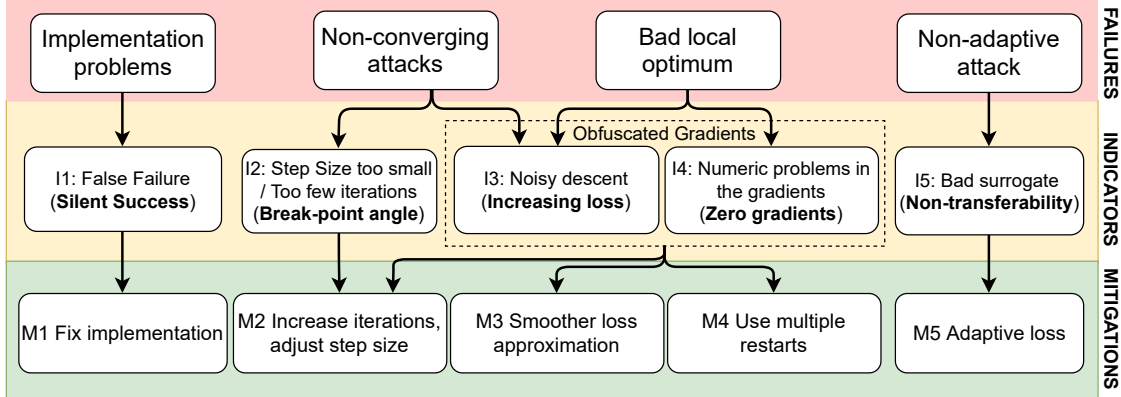 Implementation
problems
Non-converging
attacks
Bad local
optimum
Non-adaptive
attack
FAILURES
Obfuscated Gradients
I1: False Failure
(Silent Success)
I2: Step Size too small
/ Too few iterations
(Break-point angle)
I3: Noisy descent
(Increasing loss)
I4: Numeric problems in
the gradients
(Zero gradients)
I5: Bad surrogate
(Non-transferability)
INDICATORS
M1 Fix implementation
M2 Increase iterations,
adjust step size
M3 Smoother loss
approximation
M4 Use multiple
restarts
M5 Adaptive loss
MITIGATIONS